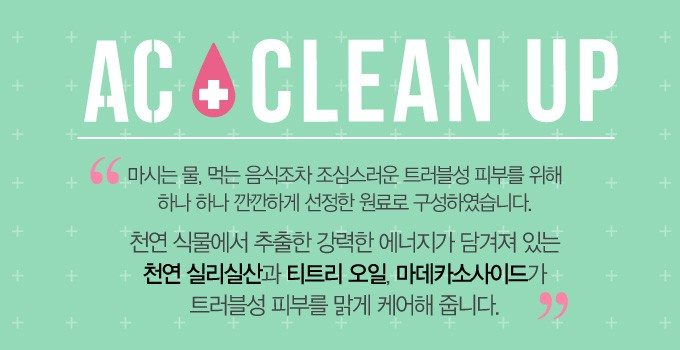 AC CLEAN UP
“ 마시는 물, 먹는 음식조차 조심스러운 트러블성 피부를 위해
하나 하나 깐깐하게 선정한 원료로 구성하였습니다.
천연 식물에서 추출한 강력한 에너지가 담겨져 있는
천연 실리실산과 티트리 오일, 마데카소사이드가
트러블성 피부를 맑게 케어해 줍니다. ”